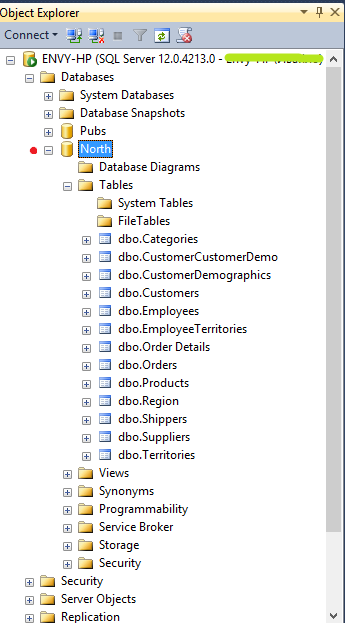 Object Explorer
Connect
ENVY-HP (SQL Server 12.0.4213.0 -
Databases
System Databases
Database Snapshots
Pubs
North
Database Diagrams
Tables
System Tables
FileTables
dbo.Categories
dbo.CustomerCustomerDemo
dbo.CustomerDemographics
dbo.Customers
dbo.Employees
dbo.EmployeeTerritories
dbo.Order Details
dbo.Orders
dbo.Products
dbo.Region
dbo.Shippers
dbo.Suppliers
dbo.Territories
Views
Synonyms
Programmability
Service Broker
Storage
Security
Security
Server Objects
Replication